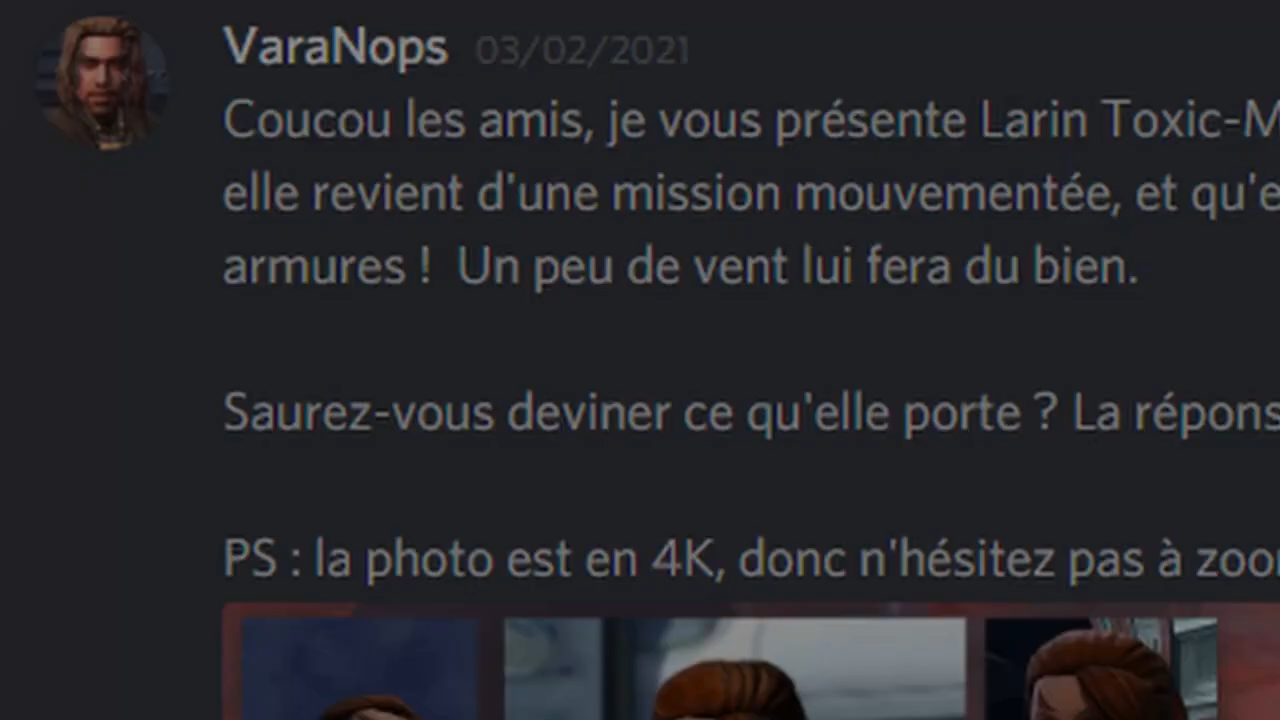 VaraNops 03/02/2021
Coucou les amis, je vous présente Larin Toxic-M
elle revient d'une mission mouvementée, et qu'e
armures !  Un peu de vent lui fera du bien.
Saurez-vous deviner ce qu'elle porte ? La répons
PS : la photo est en 4K, donc n'hésitez pas à zoo